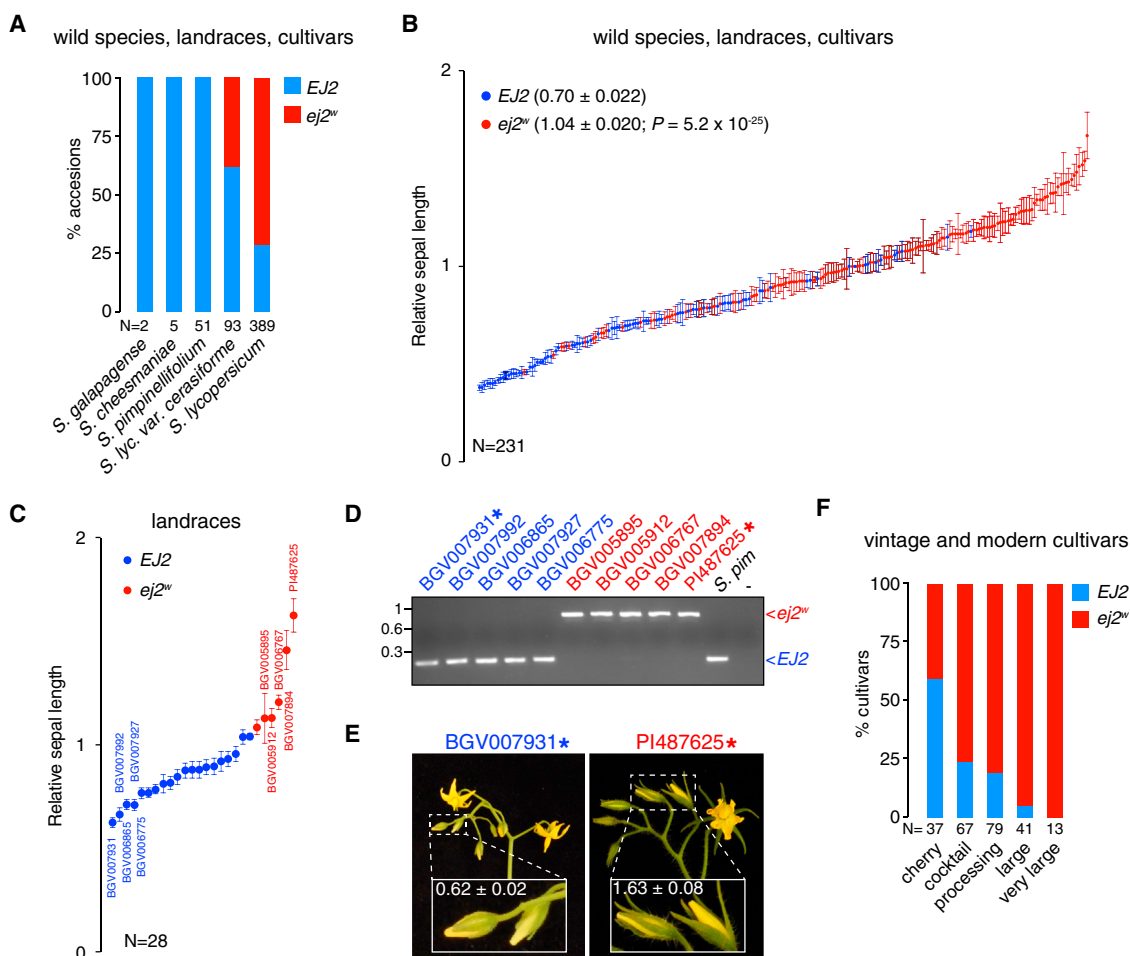 A
wild species, landraces, cultivars
EJ2
ej2ʷ
100
75
50
25
0
% accesions
N=2 5 51 93 389
S. galapagense
S. cheesmaniae
S. pimpinellifolium
S. lyc. var. cerasiforme
S. lycopersicum
B
wild species, landraces, cultivars
2
1
0
Relative sepal length
EJ2 (0.70 ± 0.022)
ej2ʷ (1.04 ± 0.020; P = 5.2 x 10⁻²⁵)
N=231
C
landraces
2
1
0
Relative sepal length
EJ2
ej2ʷ
BGV007931
BGV007992
BGV006865
BGV007927
BGV006775
BGV005895
BGV005912
BGV006767
BGV007894
PI487625
N=28
D
BGV007931*
BGV007992
BGV006865
BGV007927
BGV006775
BGV005895
BGV005912
BGV006767
BGV007894
PI487625*
S. pim
-
1
0.6
0.3
<ej2ʷ
<EJ2
E
BGV007931*
PI487625*
0.62 ± 0.02
1.63 ± 0.08
F
vintage and modern cultivars
EJ2
ej2ʷ
100
75
50
25
0
% cultivars
N= 37 67 79 41 13
cherry
cocktail
processing
large
very large